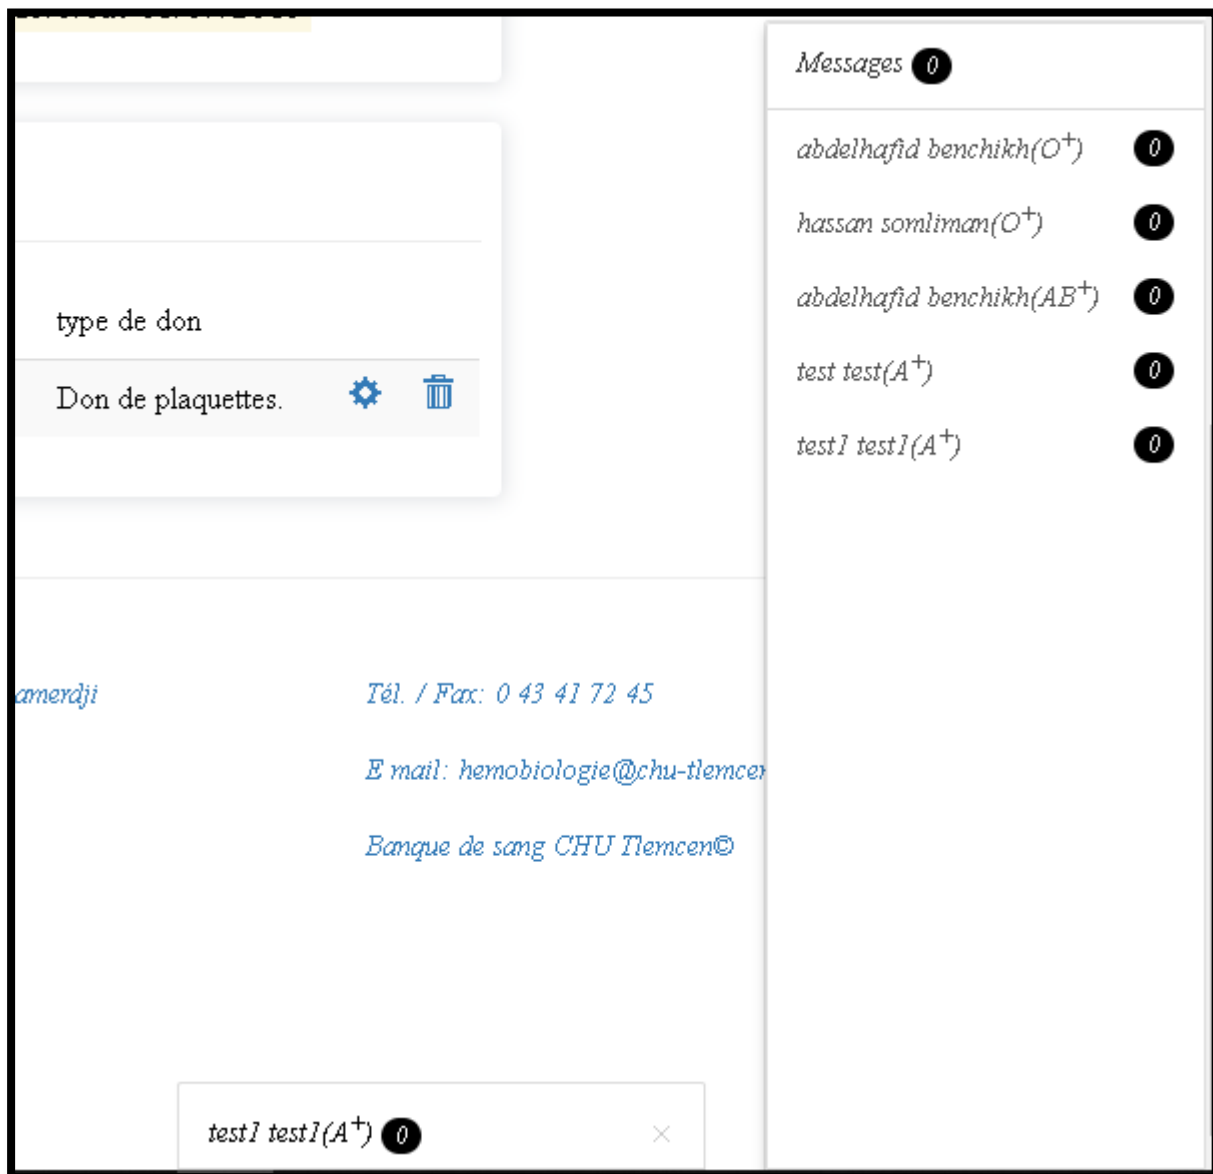 type de don
Don de plaquettes.
amerdji
Tél. / Fax: 0 43 41 72 45
E mail: hemobiologie@chu-tlemcen
Banque de sang CHU Tlemcen©
Messages 0
abdelhafid benchikh(O+) 0
hassan somliman(O+) 0
abdelhafid benchikh(AB+) 0
test test(A+) 0
test1 test1(A+) 0
test1 test1(A+) 0 ×